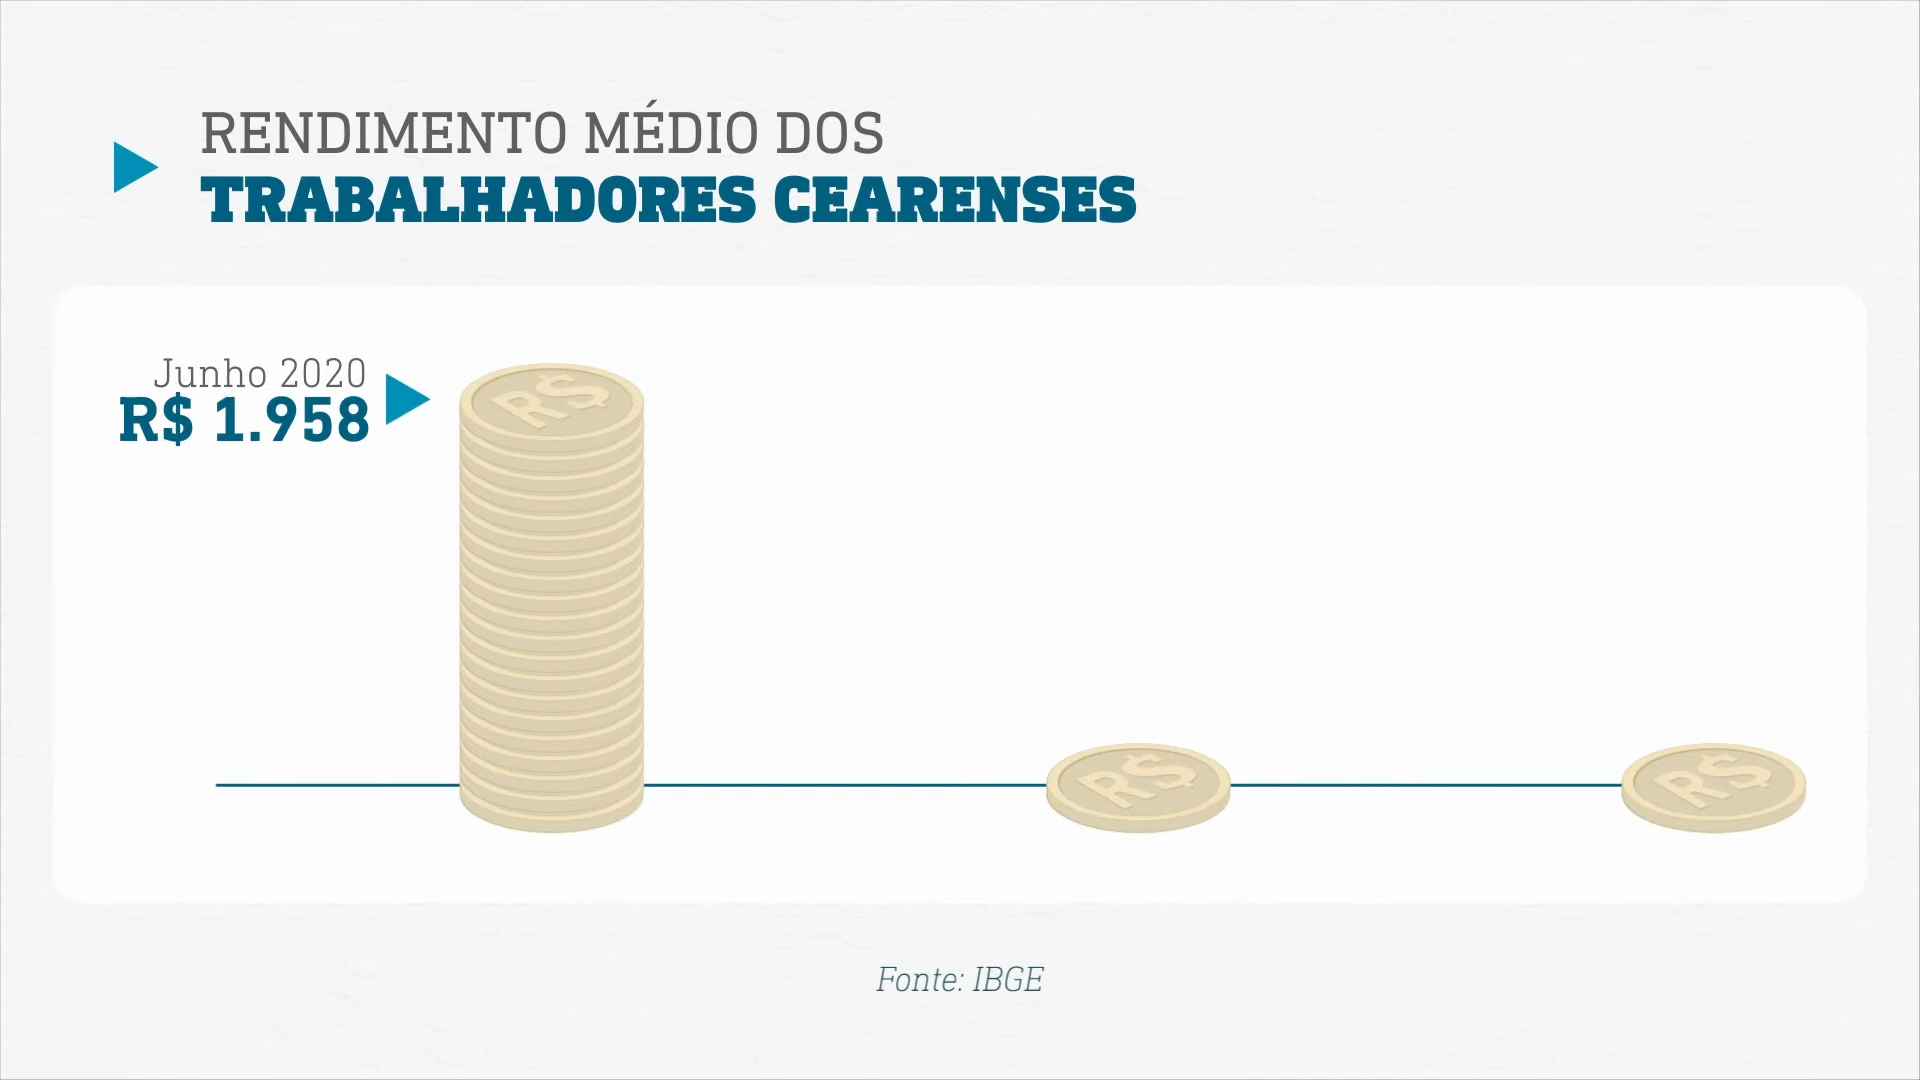 RENDIMENTO MÉDIO DOS
TRABALHADORES CEARENSES
Junho 2020
R$ 1.958
R$
R$
R$
Fonte: IBGE